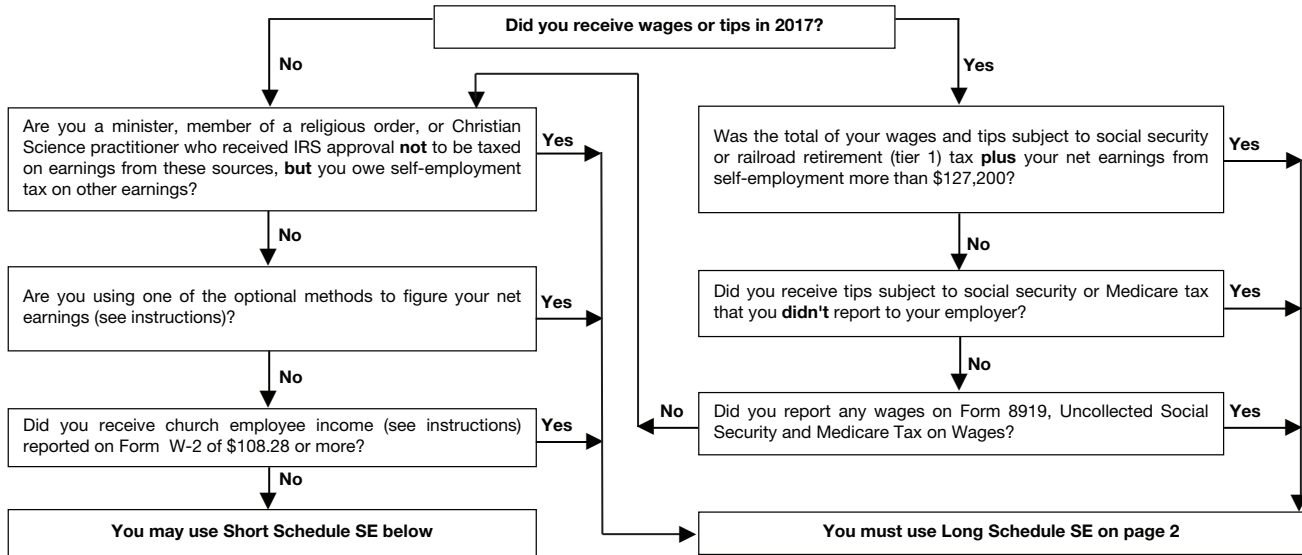 Did you receive wages or tips in 2017?
No
Yes
Are you a minister, member of a religious order, or Christian
Science practitioner who received IRS approval not to be taxed
on earnings from these sources, but you owe self-employment
tax on other earnings?
Yes
Was the total of your wages and tips subject to social security
or railroad retirement (tier 1) tax plus your net earnings from
self-employment more than $127,200?
Yes
No
No
Are you using one of the optional methods to figure your net
earnings (see instructions)?
Yes
Did you receive tips subject to social security or Medicare tax
that you didn't report to your employer?
Yes
No
No
Did you receive church employee income (see instructions)
reported on Form W-2 of $108.28 or more?
Yes
No
Did you report any wages on Form 8919, Uncollected Social
Security and Medicare Tax on Wages?
Yes
No
You may use Short Schedule SE below
You must use Long Schedule SE on page 2